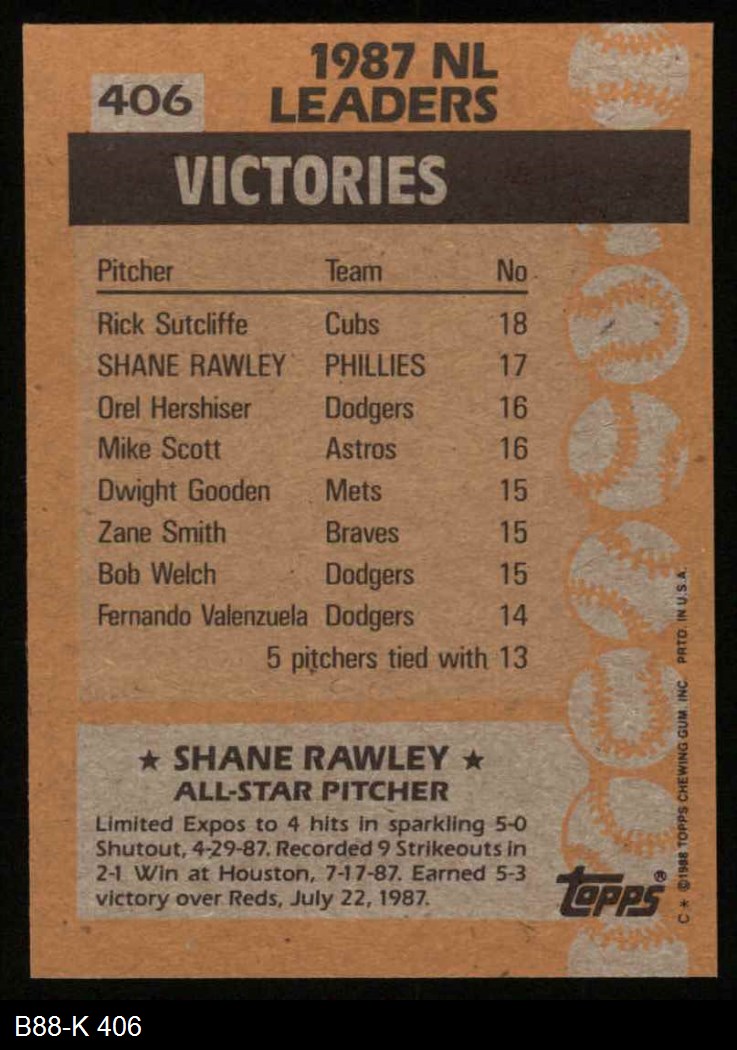 406
1987 NL
LEADERS
VICTORIES
Pitcher Team No.
Rick Sutcliffe Cubs 18
SHANE RAWLEY PHILLIES 17
Orel Hershiser Dodgers 16
Mike Scott Astros 16
Dwight Gooden Mets 15
Zane Smith Braves 15
Bob Welch Dodgers 15
Fernando Valenzuela Dodgers 14
5 pitchers tied with 13
★ SHANE RAWLEY ★
ALL-STAR PITCHER
Limited Expos to 4 hits in sparkling 5-0
Shutout, 4-29-87. Recorded 9 Strikeouts in
2-1 Win at Houston, 7-17-87. Earned 5-3
victory over Reds, July 22, 1987.
topps®
C * ©1988 TOPPS CHEWING GUM, INC. PRTD. IN U.S.A.
B88-K 406